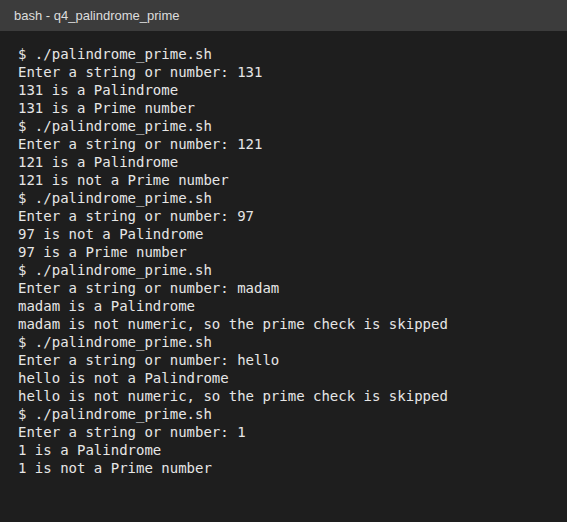 bash - q4_palindrome_prime
$ ./palindrome_prime.sh
Enter a string or number: 131
131 is a Palindrome
131 is a Prime number
$ ./palindrome_prime.sh
Enter a string or number: 121
121 is a Palindrome
121 is not a Prime number
$ ./palindrome_prime.sh
Enter a string or number: 97
97 is not a Palindrome
97 is a Prime number
$ ./palindrome_prime.sh
Enter a string or number: madam
madam is a Palindrome
madam is not numeric, so the prime check is skipped
$ ./palindrome_prime.sh
Enter a string or number: hello
hello is not a Palindrome
hello is not numeric, so the prime check is skipped
$ ./palindrome_prime.sh
Enter a string or number: 1
1 is a Palindrome
1 is not a Prime number